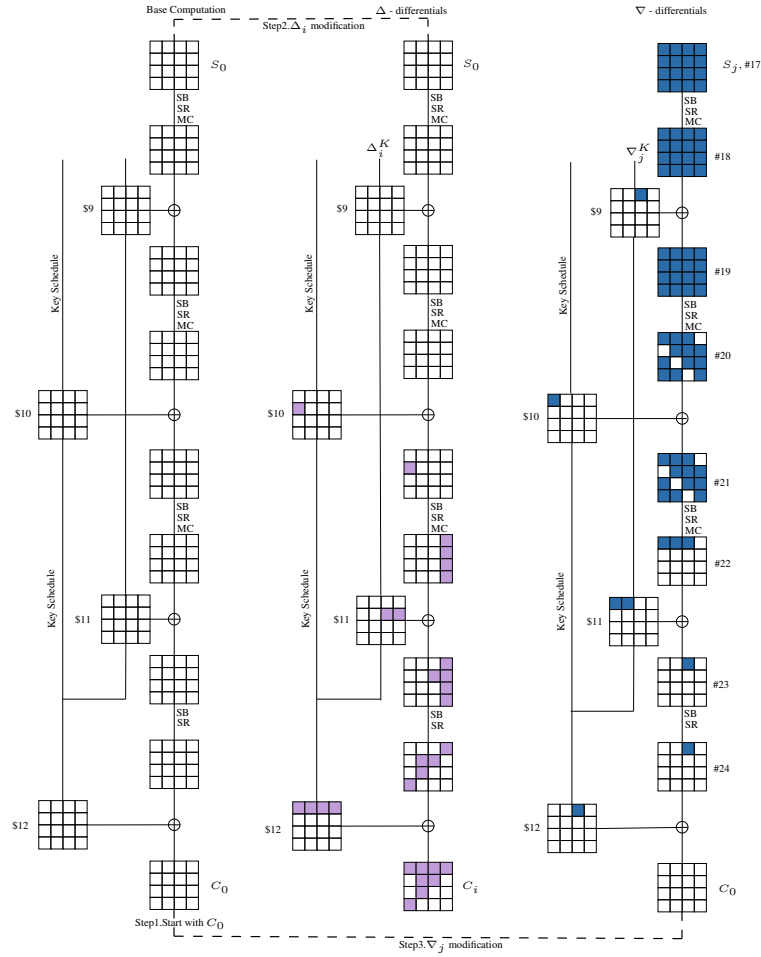 Base Computation
Δ - differentials
∇ - differentials
Step2.Δ_i modification
S_0
S_0
S_j, #17
SB
SR
MC
SB
SR
MC
SB
SR
MC
#18
Δ_i^K
∇_j^K
$9
$9
$9
Key Schedule
Key Schedule
Key Schedule
#19
SB
SR
MC
SB
SR
MC
SB
SR
MC
#20
$10
$10
$10
#21
SB
SR
MC
SB
SR
MC
SB
SR
MC
#22
Key Schedule
Key Schedule
Key Schedule
$11
$11
$11
#23
SB
SR
SB
SR
SB
SR
#24
$12
$12
$12
C_0
C_i
C_0
Step1.Start with C_0
Step3.∇_j modification